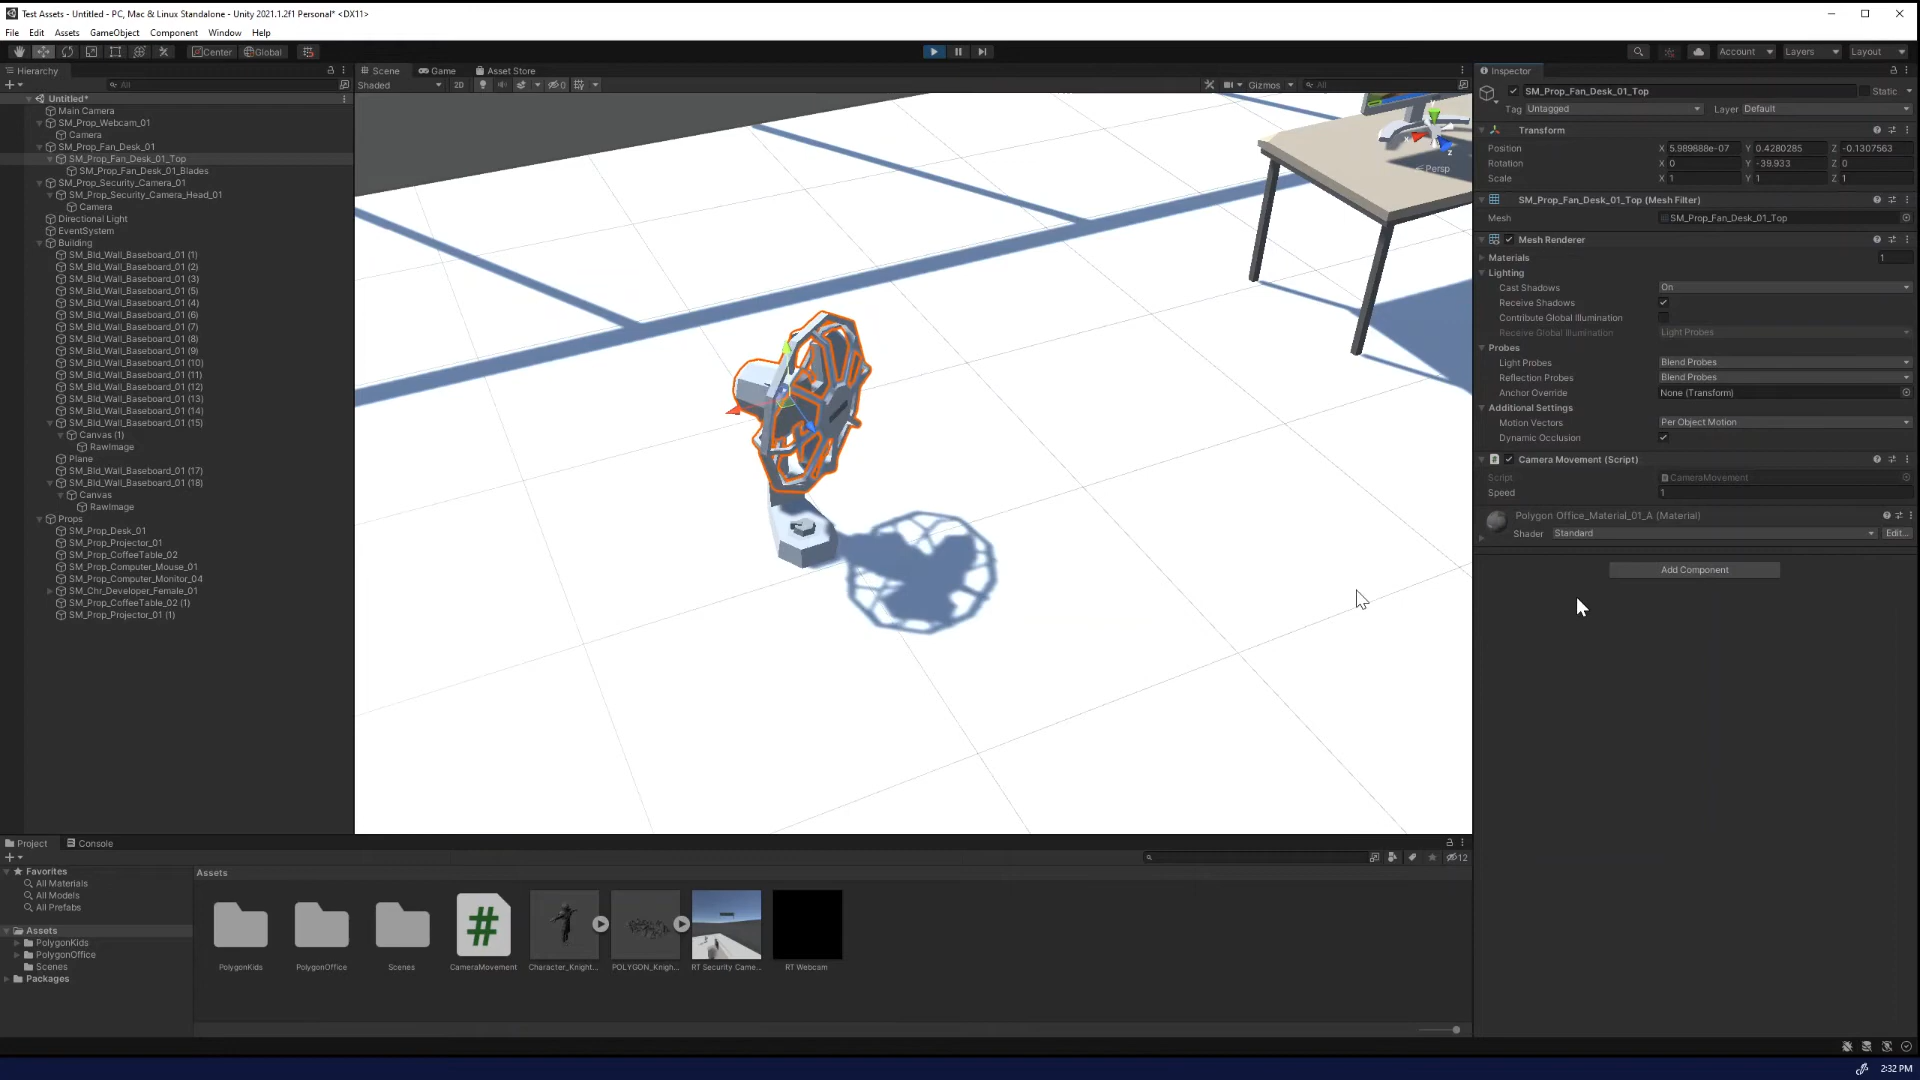 Test Assets - Untitled - PC, Mac & Linux Standalone - Unity 2021.1.2f1 Personal* <DX11>
File Edit Assets GameObject Component Window Help
Center Global
Account Layers Layout
Hierarchy
All
Untitled*
Main Camera
SM_Prop_Webcam_01
Camera
SM_Prop_Fan_Desk_01
SM_Prop_Fan_Desk_01_Top
SM_Prop_Fan_Desk_01_Blades
SM_Prop_Security_Camera_01
SM_Prop_Security_Camera_Head_01
Camera
Directional Light
EventSystem
Building
SM_Bld_Wall_Baseboard_01 (1)
SM_Bld_Wall_Baseboard_01 (2)
SM_Bld_Wall_Baseboard_01 (3)
SM_Bld_Wall_Baseboard_01 (5)
SM_Bld_Wall_Baseboard_01 (4)
SM_Bld_Wall_Baseboard_01 (6)
SM_Bld_Wall_Baseboard_01 (7)
SM_Bld_Wall_Baseboard_01 (8)
SM_Bld_Wall_Baseboard_01 (9)
SM_Bld_Wall_Baseboard_01 (10)
SM_Bld_Wall_Baseboard_01 (11)
SM_Bld_Wall_Baseboard_01 (12)
SM_Bld_Wall_Baseboard_01 (13)
SM_Bld_Wall_Baseboard_01 (14)
SM_Bld_Wall_Baseboard_01 (15)
Canvas (1)
RawImage
Plane
SM_Bld_Wall_Baseboard_01 (17)
SM_Bld_Wall_Baseboard_01 (18)
Canvas
RawImage
Props
SM_Prop_Desk_01
SM_Prop_Projector_01
SM_Prop_CoffeeTable_02
SM_Prop_Computer_Mouse_01
SM_Prop_Computer_Monitor_04
SM_Chr_Developer_Female_01
SM_Prop_CoffeeTable_02 (1)
SM_Prop_Projector_01 (1)
Scene Game Asset Store
Shaded 2D Gizmos All
y
x
z
Persp
Inspector
SM_Prop_Fan_Desk_01_Top Static
Tag Untagged Layer Default
Transform
Position X 5.989888e-07 Y 0.4280285 Z -0.1307563
Rotation X 0 Y -39.933 Z 0
Scale X 1 Y 1 Z 1
SM_Prop_Fan_Desk_01_Top (Mesh Filter)
Mesh SM_Prop_Fan_Desk_01_Top
Mesh Renderer
Materials 1
Lighting
Cast Shadows On
Receive Shadows
Contribute Global Illumination
Receive Global Illumination Light Probes
Probes
Light Probes Blend Probes
Reflection Probes Blend Probes
Anchor Override None (Transform)
Additional Settings
Motion Vectors Per Object Motion
Dynamic Occlusion
Camera Movement (Script)
Script CameraMovement
Speed 1
Polygon Office_Material_01_A (Material)
Shader Standard Edit...
Add Component
Project Console
12
Favorites
All Materials
All Models
All Prefabs
Assets
PolygonKids
PolygonOffice
Scenes
Packages
Assets
PolygonKids PolygonOffice Scenes CameraMovement Character_Knight... POLYGON_Knigh... RT Security Came... RT Webcam
2:32 PM